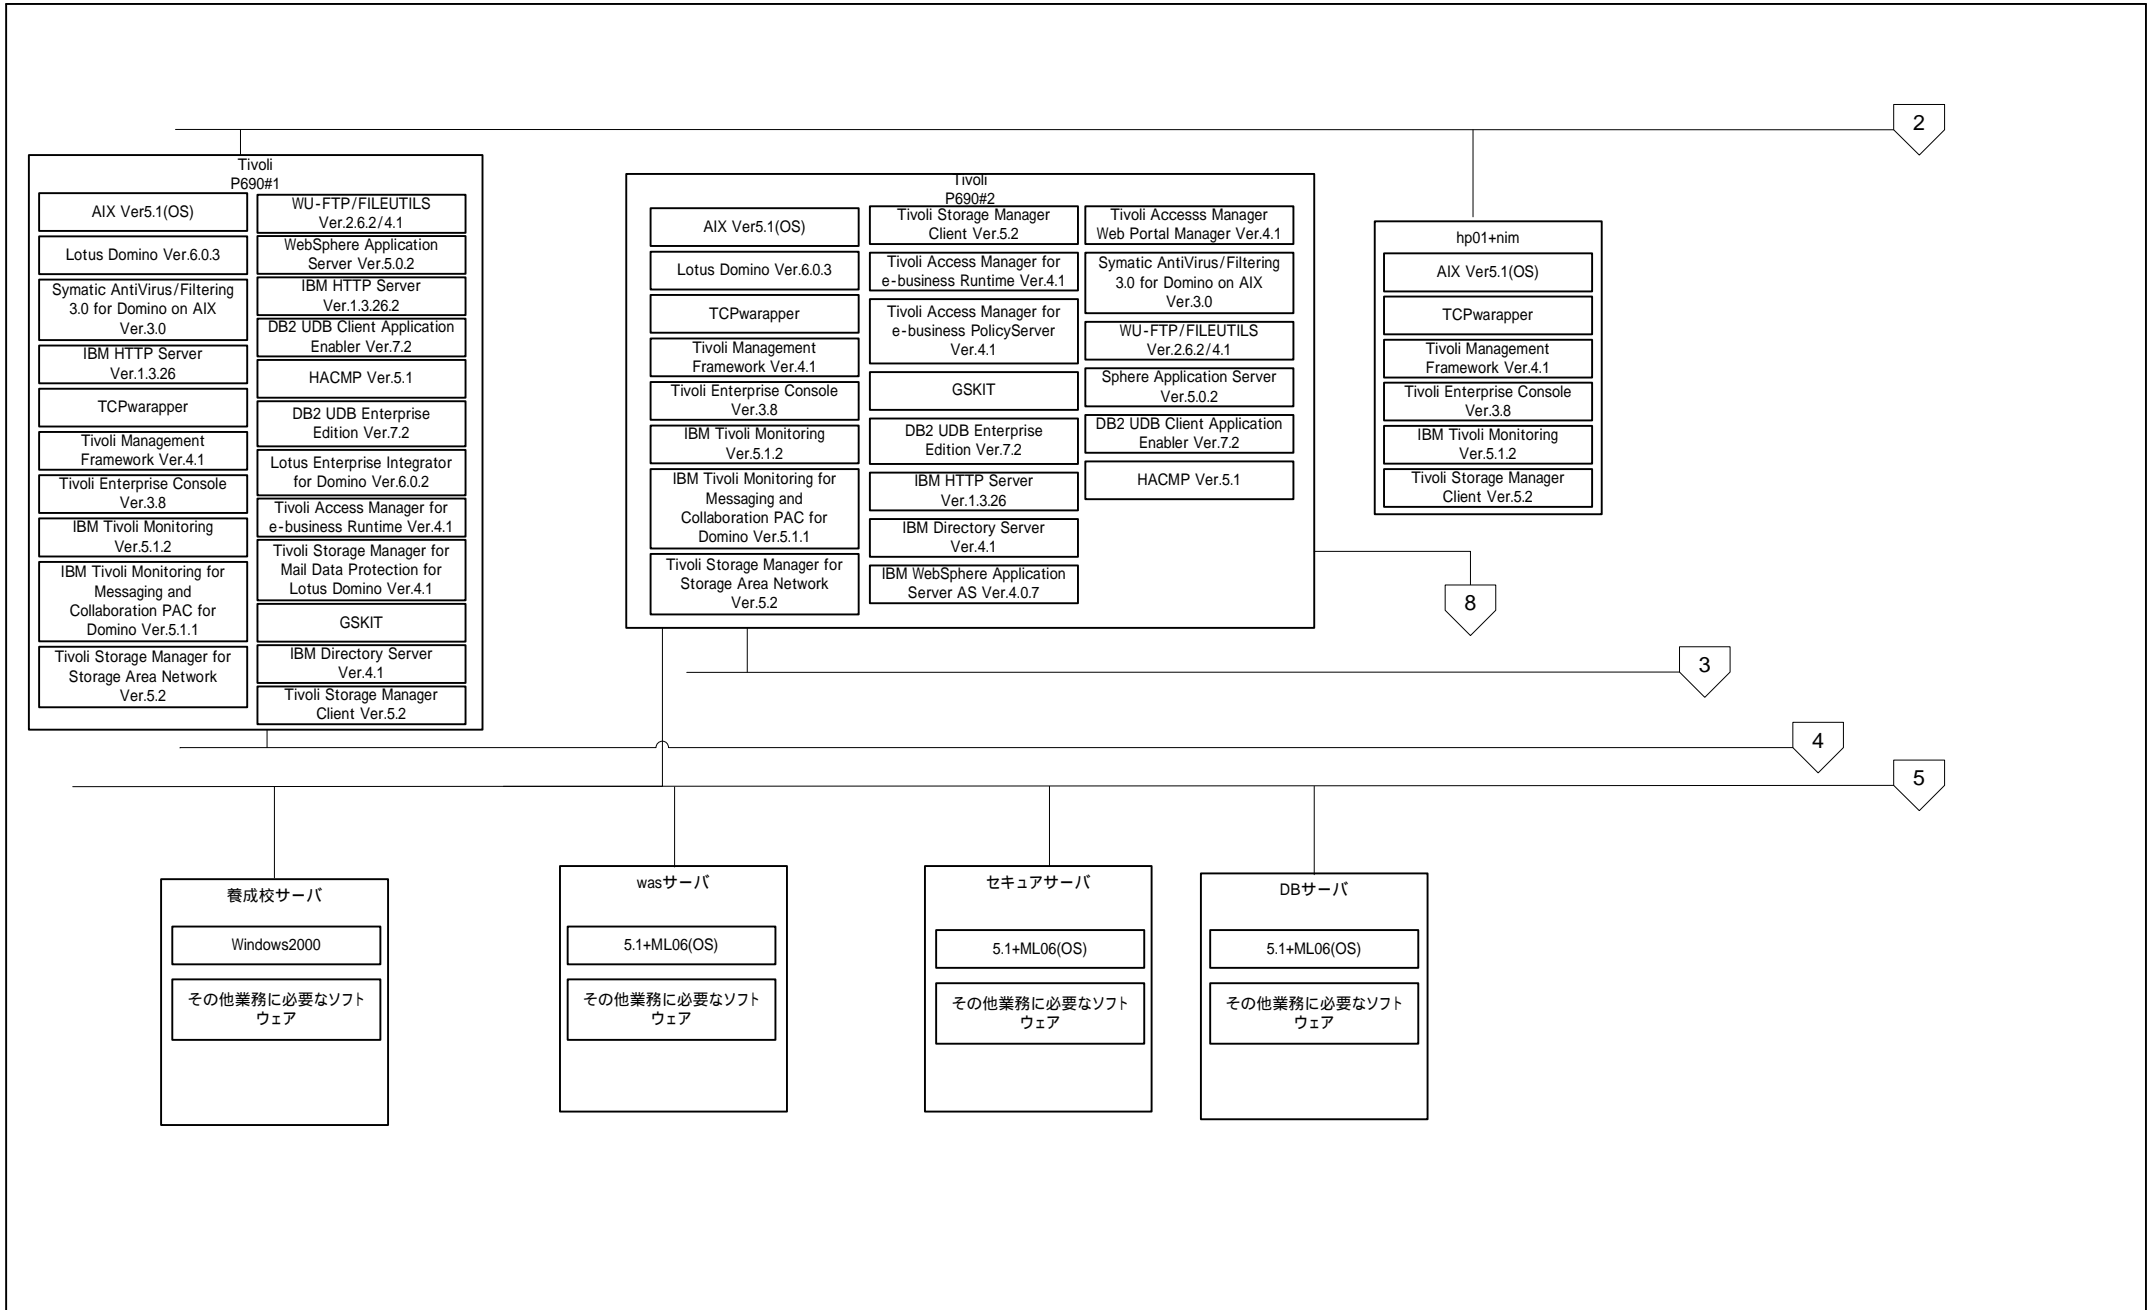 2
Tivoli
P690#1
AIX Ver5.1(OS)
Lotus Domino Ver.6.0.3
Symatic AntiVirus/Filtering
3.0 for Domino on AIX
Ver.3.0
IBM HTTP Server
Ver.1.3.26
TCPwarapper
Tivoli Management
Framework Ver.4.1
Tivoli Enterprise Console
Ver.3.8
IBM Tivoli Monitoring
Ver.5.1.2
IBM Tivoli Monitoring for
Messaging and
Collaboration PAC for
Domino Ver.5.1.1
Tivoli Storage Manager for
Storage Area Network
Ver.5.2
WU-FTP/FILEUTILS
Ver.2.6.2/4.1
WebSphere Application
Server Ver.5.0.2
IBM HTTP Server
Ver.1.3.26.2
DB2 UDB Client Application
Enabler Ver.7.2
HACMP Ver.5.1
DB2 UDB Enterprise
Edition Ver.7.2
Lotus Enterprise Integrator
for Domino Ver.6.0.2
Tivoli Access Manager for
e-business Runtime Ver.4.1
Tivoli Storage Manager for
Mail Data Protection for
Lotus Domino Ver.4.1
GSKIT
IBM Directory Server
Ver.4.1
Tivoli Storage Manager
Client Ver.5.2
Tivoli
P690#2
AIX Ver5.1(OS)
Lotus Domino Ver.6.0.3
TCPwarapper
Tivoli Management
Framework Ver.4.1
Tivoli Enterprise Console
Ver.3.8
IBM Tivoli Monitoring
Ver.5.1.2
IBM Tivoli Monitoring for
Messaging and
Collaboration PAC for
Domino Ver.5.1.1
Tivoli Storage Manager for
Storage Area Network
Ver.5.2
Tivoli Storage Manager
Client Ver.5.2
Tivoli Access Manager for
e-business Runtime Ver.4.1
Tivoli Access Manager for
e-business PolicyServer
Ver.4.1
GSKIT
DB2 UDB Enterprise
Edition Ver.7.2
IBM HTTP Server
Ver.1.3.26
IBM Directory Server
Ver.4.1
IBM WebSphere Application
Server AS Ver.4.0.7
Tivoli Accesss Manager
Web Portal Manager Ver.4.1
Symatic AntiVirus/Filtering
3.0 for Domino on AIX
Ver.3.0
WU-FTP/FILEUTILS
Ver.2.6.2/4.1
Sphere Application Server
Ver.5.0.2
DB2 UDB Client Application
Enabler Ver.7.2
HACMP Ver.5.1
hp01+nim
AIX Ver5.1(OS)
TCPwarapper
Tivoli Management
Framework Ver.4.1
Tivoli Enterprise Console
Ver.3.8
IBM Tivoli Monitoring
Ver.5.1.2
Tivoli Storage Manager
Client Ver.5.2
8
3
4
5
養成校サーバ
Windows2000
その他業務に必要なソフト
ウェア
wasサーバ
5.1+ML06(OS)
その他業務に必要なソフト
ウェア
セキュアサーバ
5.1+ML06(OS)
その他業務に必要なソフト
ウェア
DBサーバ
5.1+ML06(OS)
その他業務に必要なソフト
ウェア